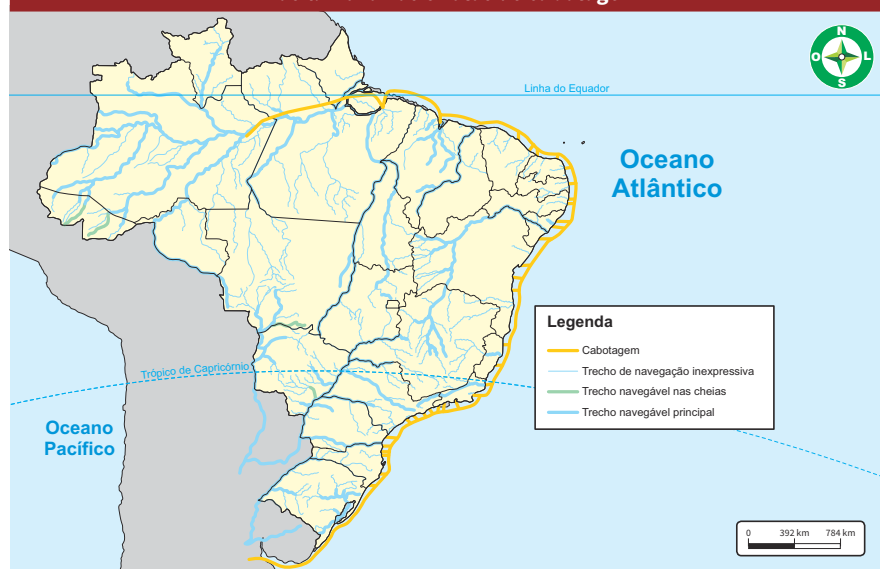 N
O
L
S
Linha do Equador
Oceano
Atlântico
Legenda
Cabotagem
Trecho de navegação inexpressiva
Trecho navegável nas cheias
Trecho navegável principal
Trópico de Capricórnio
Oceano
Pacífico
0 392 km 784 km